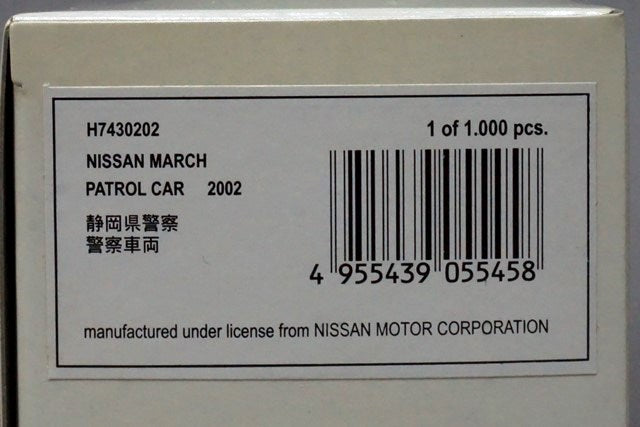 H7430202
1 of 1.000 pcs.
NISSAN MARCH
PATROL CAR 2002
静岡県警察
警察車両
4 955439 055458
manufactured under license from NISSAN MOTOR CORPORATION